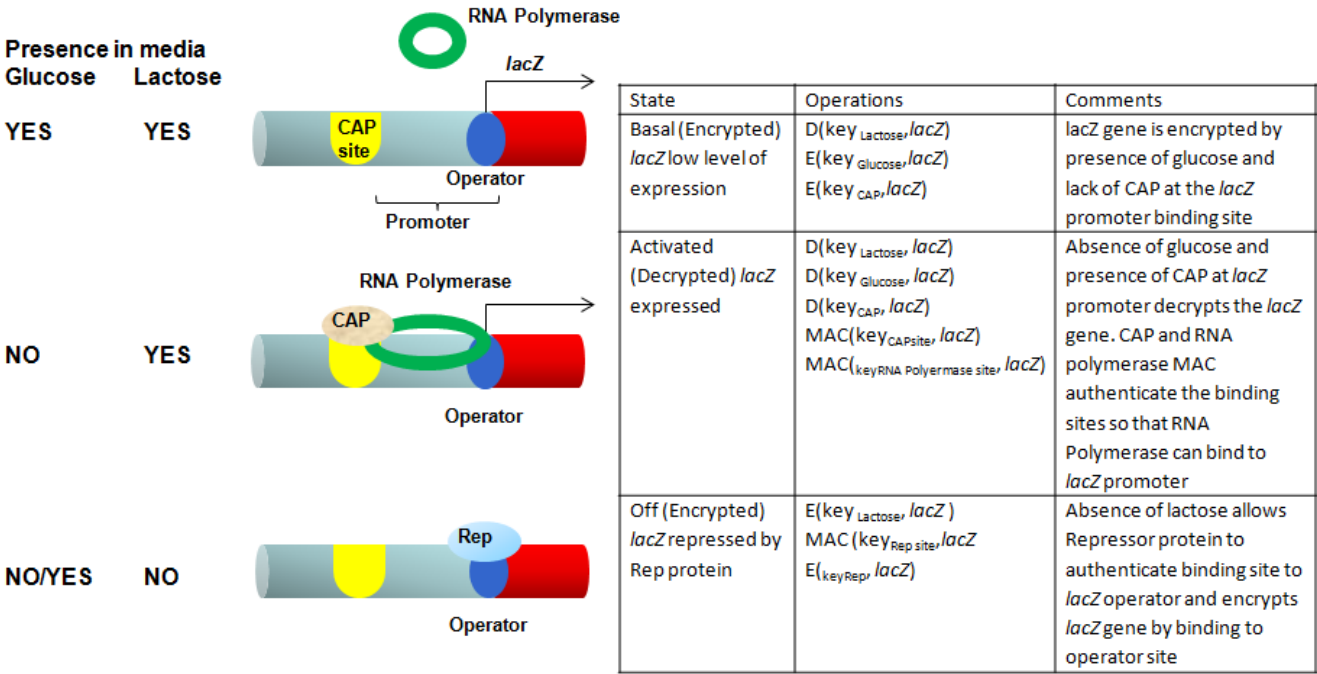 RNA Polymerase
Presence in media
Glucose Lactose
lacZ
YES YES
CAP
site
Operator
Promoter
RNA Polymerase
CAP
NO YES
Operator
Rep
NO/YES NO
Operator
State Operations Comments
Basal (Encrypted)
lacZ low level of
expression
D(key Lactose, lacZ)
E(key Glucose, lacZ)
E(key CAP, lacZ)
lacZ gene is encrypted by
presence of glucose and
lack of CAP at the lacZ
promoter binding site
Activated
(Decrypted) lacZ
expressed
D(key Lactose, lacZ)
D(key Glucose, lacZ)
D(keyCAP, lacZ)
MAC(keyCAPsite, lacZ)
MAC(keyRNA Polyermase site, lacZ)
Absence of glucose and
presence of CAP at lacZ
promoter decrypts the lacZ
gene. CAP and RNA
polymerase MAC
authenticate the binding
sites so that RNA
Polymerase can bind to
lacZ promoter
Off (Encrypted)
lacZ repressed by
Rep protein
E(key Lactose, lacZ )
MAC (keyRep site, lacZ
E(keyRep, lacZ)
Absence of lactose allows
Repressor protein to
authenticate binding site to
lacZ operator and encrypts
lacZ gene by binding to
operator site